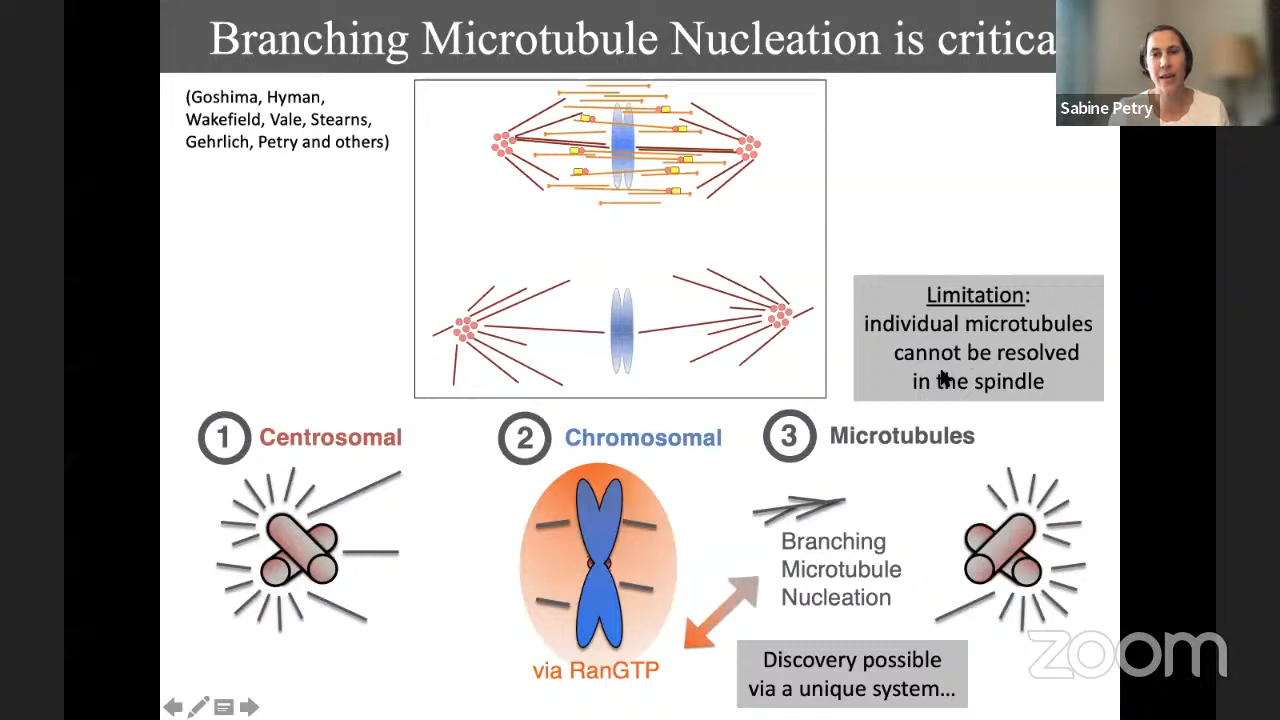 Branching Microtubule Nucleation is critica
Sabine Petry
(Goshima, Hyman,
Wakefield, Vale, Stearns,
Gehrlich, Petry and others)
Limitation:
individual microtubules
cannot be resolved
in the spindle
1 Centrosomal
2 Chromosomal
3 Microtubules
Branching
Microtubule
Nucleation
via RanGTP
Discovery possible
via a unique system...
zoom